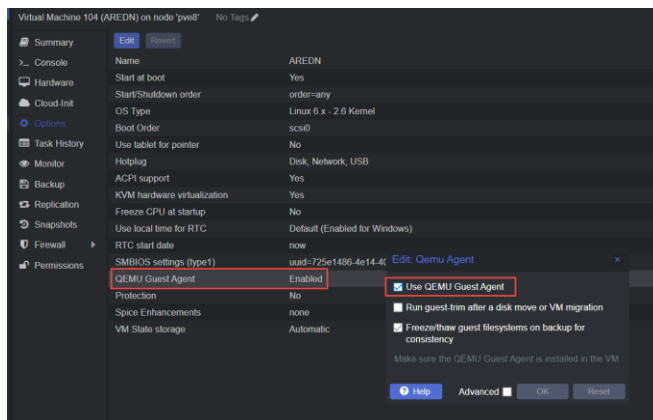 Virtual Machine 104 (AREDN) on node 'pve8' No Tags
Summary
Console
Hardware
Cloud-Init
Options
Task History
Monitor
Backup
Replication
Snapshots
Firewall
Permissions
Edit Revert
Name AREDN
Start at boot Yes
Start/Shutdown order order=any
OS Type Linux 6.x - 2.6 Kernel
Boot Order scsi0
Use tablet for pointer No
Hotplug Disk, Network, USB
ACPI support Yes
KVM hardware virtualization Yes
Freeze CPU at startup No
Use local time for RTC Default (Enabled for Windows)
RTC start date now
SMBIOS settings (type1) uuid=725e1486-4e14-40
QEMU Guest Agent Enabled
Protection No
Spice Enhancements none
VM State storage Automatic
Edit: Qemu Agent
Use QEMU Guest Agent
Run guest-trim after a disk move or VM migration
Freeze/thaw guest filesystems on backup for
consistency
Make sure the QEMU Guest Agent is installed in the VM
Help Advanced OK Reset